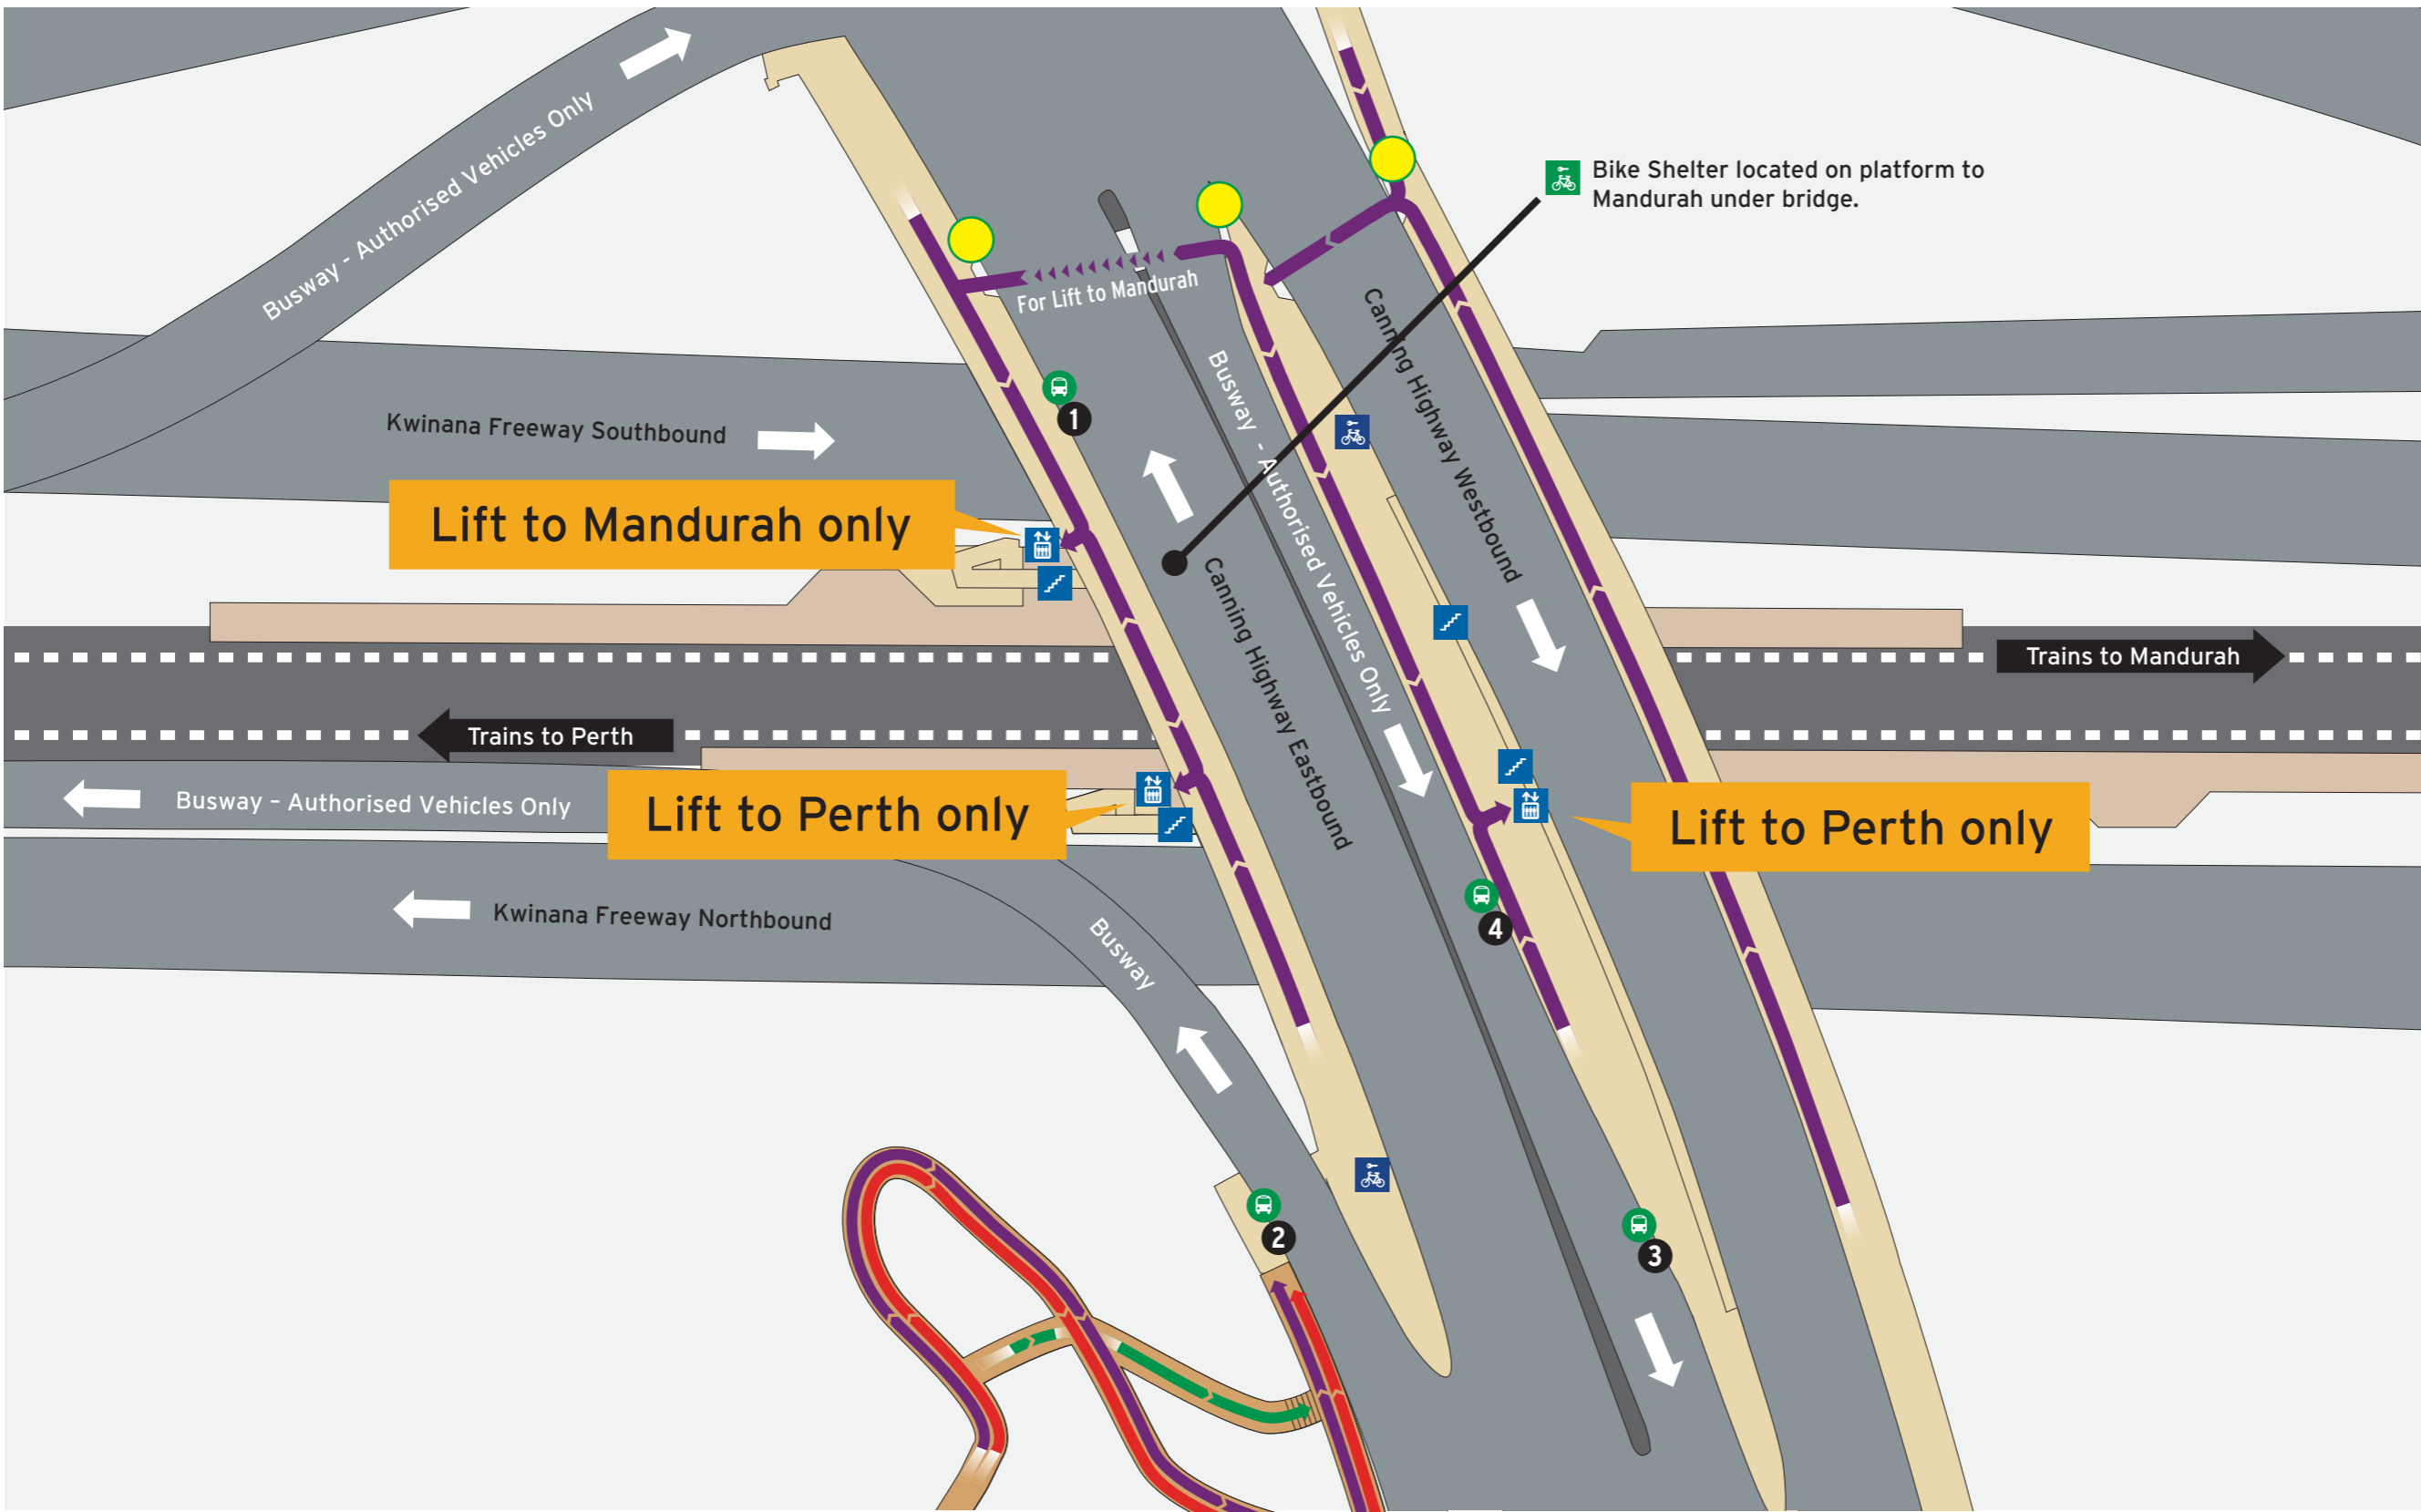 Busway - Authorised Vehicles Only
Bike Shelter located on platform to
Mandurah under bridge.
For Lift to Mandurah
Canning Highway Westbound
Busway - Authorised Vehicles Only
1
Kwinana Freeway Southbound
Lift to Mandurah only
Canning Highway Eastbound
Trains to Mandurah
Trains to Perth
Busway - Authorised Vehicles Only
Lift to Perth only
Lift to Perth only
Kwinana Freeway Northbound
4
Busway
2
3